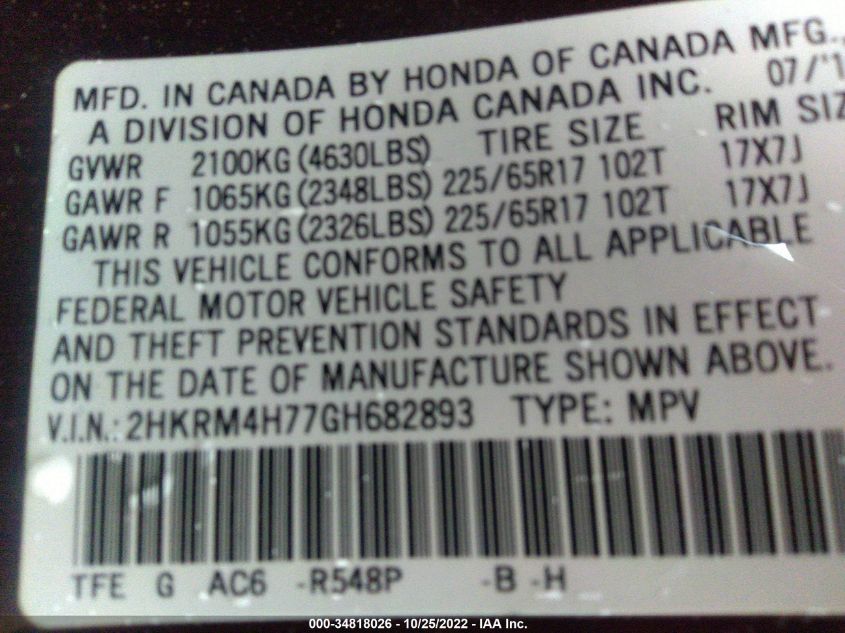 MFD. IN CANADA BY HONDA OF CANADA MFG.,
A DIVISION OF HONDA CANADA INC. 07/'1
GVWR 2100KG (4630LBS) TIRE SIZE RIM SIZ
GAWR F 1065KG (2348LBS) 225/65R17 102T 17X7J
GAWR R 1055KG (2326LBS) 225/65R17 102T 17X7J
THIS VEHICLE CONFORMS TO ALL APPLICABLE
FEDERAL MOTOR VEHICLE SAFETY
AND THEFT PREVENTION STANDARDS IN EFFECT
ON THE DATE OF MANUFACTURE SHOWN ABOVE.
V.I.N.: 2HKRM4H77GH682893 TYPE: MPV
TFE G AC6 -R548P -B -H
000-34818026 - 10/25/2022 - IAA Inc.